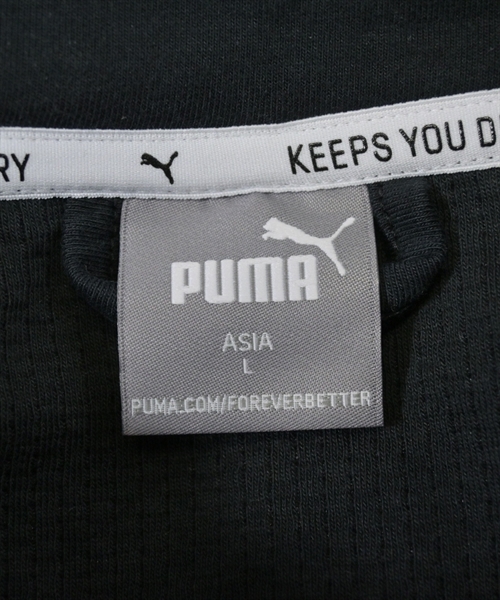 RY KEEPS YOU D
PUMA
ASIA
L
PUMA.COM/FOREVERBETTER